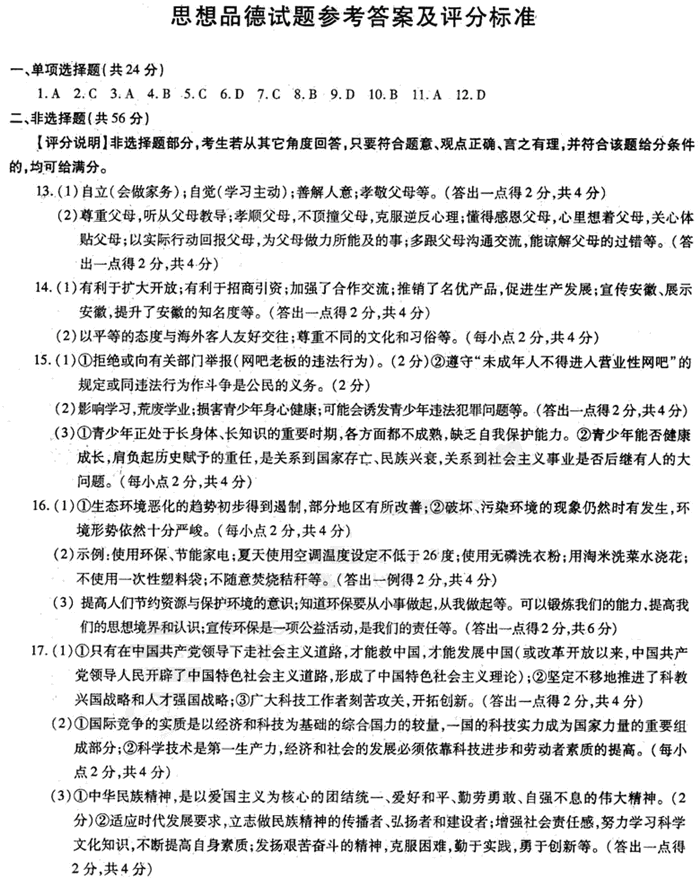 思想品德试题参考答案及评分标准
一、单项选择题(共24分)
1.A 2.C 3.A 4.B 5.C 6.D 7.C 8.B 9.D 10.B 11.A 12.D
二、非选择题(共56分)
【评分说明】非选择题部分,考生若从其它角度回答,只要符合题意、观点正确、言之有理,并符合该题给分条件
的,均可给满分。
13.(1)自立(会做家务);自觉(学习主动);善解人意;孝敬父母等。(答出一点得2分,共4分)
(2)尊重父母,听从父母教导;孝顺父母,不顶撞父母,克服逆反心理;懂得感恩父母,心里想着父母,关心体
贴父母;以实际行动回报父母,为父母做力所能及的事;多跟父母沟通交流,能谅解父母的过错等。(答
出一点得2分,共4分)
14.(1)有利于扩大开放;有利于招商引资;加强了合作交流;推销了名优产品,促进生产发展;宣传安徽、展示
安徽,提升了安徽的知名度等。(答出一点得2分,共4分)
(2)以平等的态度与海外客人友好交往;尊重不同的文化和习俗等。(每小点2分,共4分)
15.(1)①拒绝或向有关部门举报(网吧老板的违法行为)。(2分)②遵守“未成年人不得进入营业性网吧”的
规定或同违法行为作斗争是公民的义务。(2分)
(2)影响学习,荒废学业;损害青少年身心健康;可能会诱发青少年违法犯罪问题等。(答出一点得2分,共4分)
(3)①青少年正处于长身体、长知识的重要时期,各方面都不成熟,缺乏自我保护能力。②青少年能否健康
成长,肩负起历史赋予的重任,是关系到国家存亡、民族兴衰,关系到社会主义事业是否后继有人的大
问题。(每小点2分,共4分)
16.(1)①生态环境恶化的趋势初步得到遏制,部分地区有所改善;②破坏、污染环境的现象仍然时有发生,环
境形势依然十分严峻。(每小点2分,共4分)
(2)示例:使用环保、节能家电;夏天使用空调温度设定不低于26度;使用无磷洗衣粉;用淘米洗菜水浇花;
不使用一次性塑料袋;不随意焚烧秸秆等。(答出一例得2分,共4分)
(3)提高人们节约资源与保护环境的意识;知道环保要从小事做起,从我做起等。可以锻炼我们的能力,提高我
们的思想境界和认识;宣传环保是一项公益活动,是我们的责任等。(答出一点得2分,共6分)
17.(1)①只有在中国共产党领导下走社会主义道路,才能救中国,才能发展中国(或改革开放以来,中国共产
党领导人民开辟了中国特色社会主义道路,形成了中国特色社会主义理论);②坚定不移地推进了科教
兴国战略和人才强国战略;③广大科技工作者刻苦攻关,开拓创新。(答出一点得2分,共4分)
(2)①国际竞争的实质是以经济和科技为基础的综合国力的较量,一国的科技实力成为国家力量的重要组
成部分;②科学技术是第一生产力,经济和社会的发展必须依靠科技进步和劳动者素质的提高。(每小
点2分,共4分)
(3)①中华民族精神,是以爱国主义为核心的团结统一、爱好和平、勤劳勇敢、自强不息的伟大精神。(2
分)②适应时代发展要求,立志做民族精神的传播者、弘扬者和建设者;增强社会责任感,努力学习科学
文化知识,不断提高自身素质;发扬艰苦奋斗的精神,克服困难,勤于实践,勇于创新等。(答出一点得
2分,共4分)